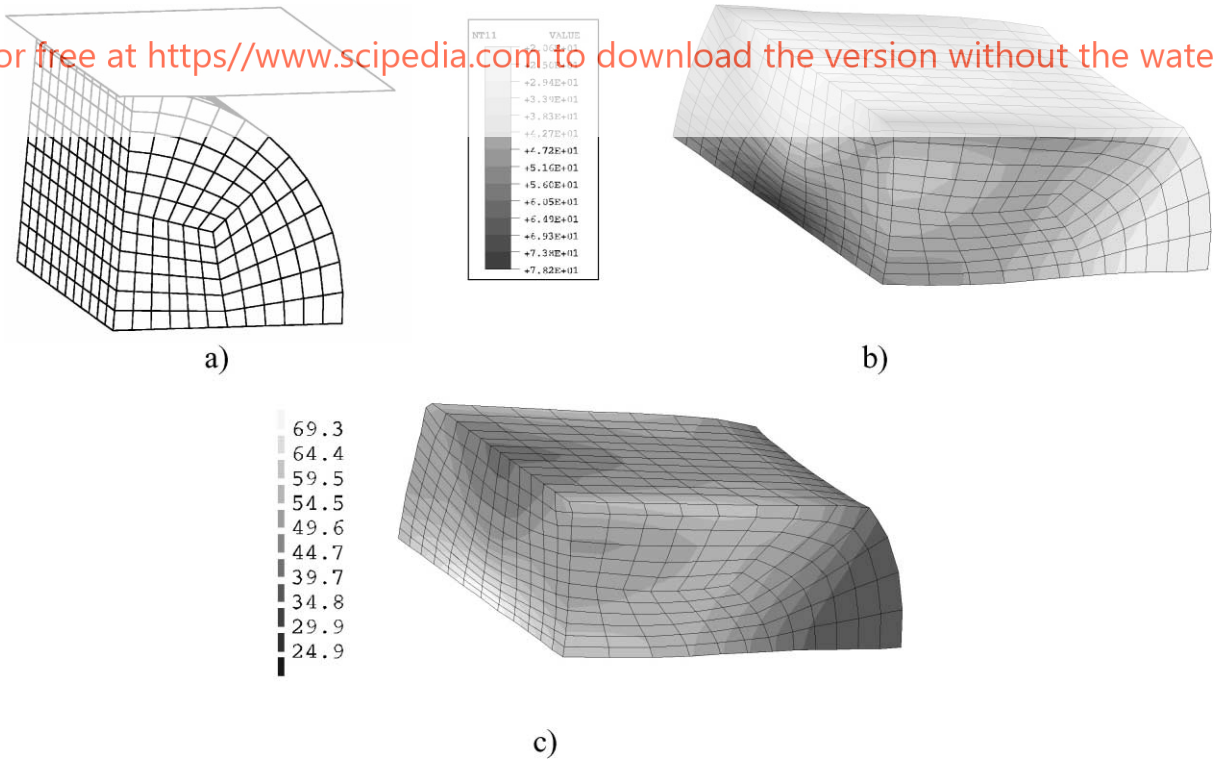 or free at https//www.scipedia.com to download the version without the wate
NT11 VALUE
+2.94E+01
+3.39E+01
+3.83E+01
+4.27E+01
+4.72E+01
+5.16E+01
+5.60E+01
+6.05E+01
+6.49E+01
+6.93E+01
+7.38E+01
+7.82E+01
a)
b)
69.3
64.4
59.5
54.5
49.6
44.7
39.7
34.8
29.9
24.9
c)